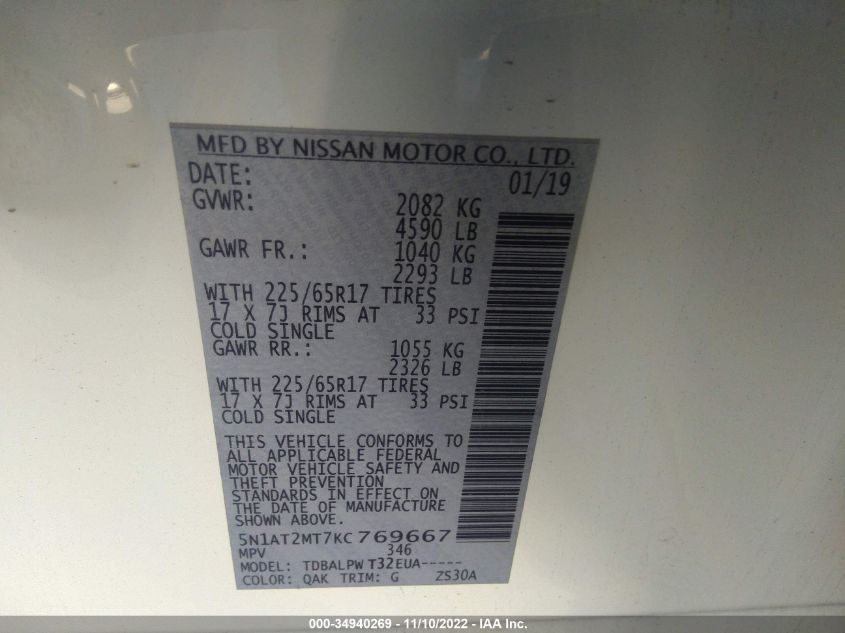 MFD BY NISSAN MOTOR CO., LTD.
DATE: 01/19
GVWR: 2082 KG
4590 LB
GAWR FR.: 1040 KG
2293 LB
WITH 225/65R17 TIRES
17 X 7J RIMS AT 33 PSI
COLD SINGLE
GAWR RR.: 1055 KG
2326 LB
WITH 225/65R17 TIRES
17 X 7J RIMS AT 33 PSI
COLD SINGLE
THIS VEHICLE CONFORMS TO
ALL APPLICABLE FEDERAL
MOTOR VEHICLE SAFETY AND
THEFT PREVENTION
STANDARDS IN EFFECT ON
THE DATE OF MANUFACTURE
SHOWN ABOVE.
5N1AT2MT7KC769667
MPV 346
MODEL: TDBALPW T32EUA-----
COLOR: QAK TRIM: G ZS30A
000-34940269 - 11/10/2022 - IAA Inc.